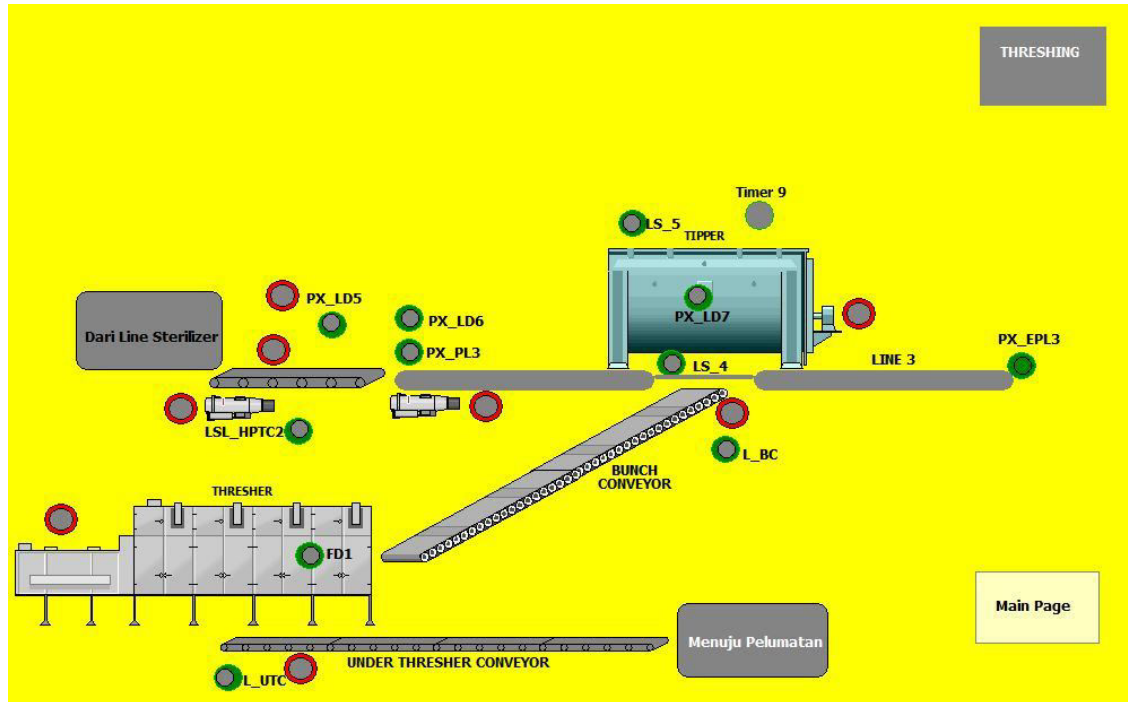 THRESHING
Timer 9
LS_5
TIPPER
PX_LD5
PX_LD6
PX_LD7
Dari Line Sterilizer
PX_PL3
PX_EPL3
LS_4
LINE 3
LSL_HPTC2
L_BC
BUNCH
CONVEYOR
THRESHER
FD1
Main Page
Menuju Pelumatan
UNDER THRESHER CONVEYOR
L_UTC